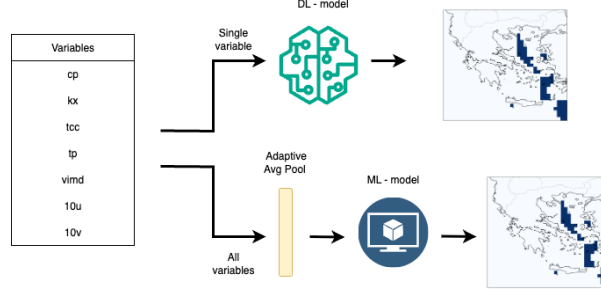 DL - model
Variables
cp
kx
tcc
tp
vimd
10u
10v
Single
variable
Adaptive
Avg Pool
ML - model
All
variables